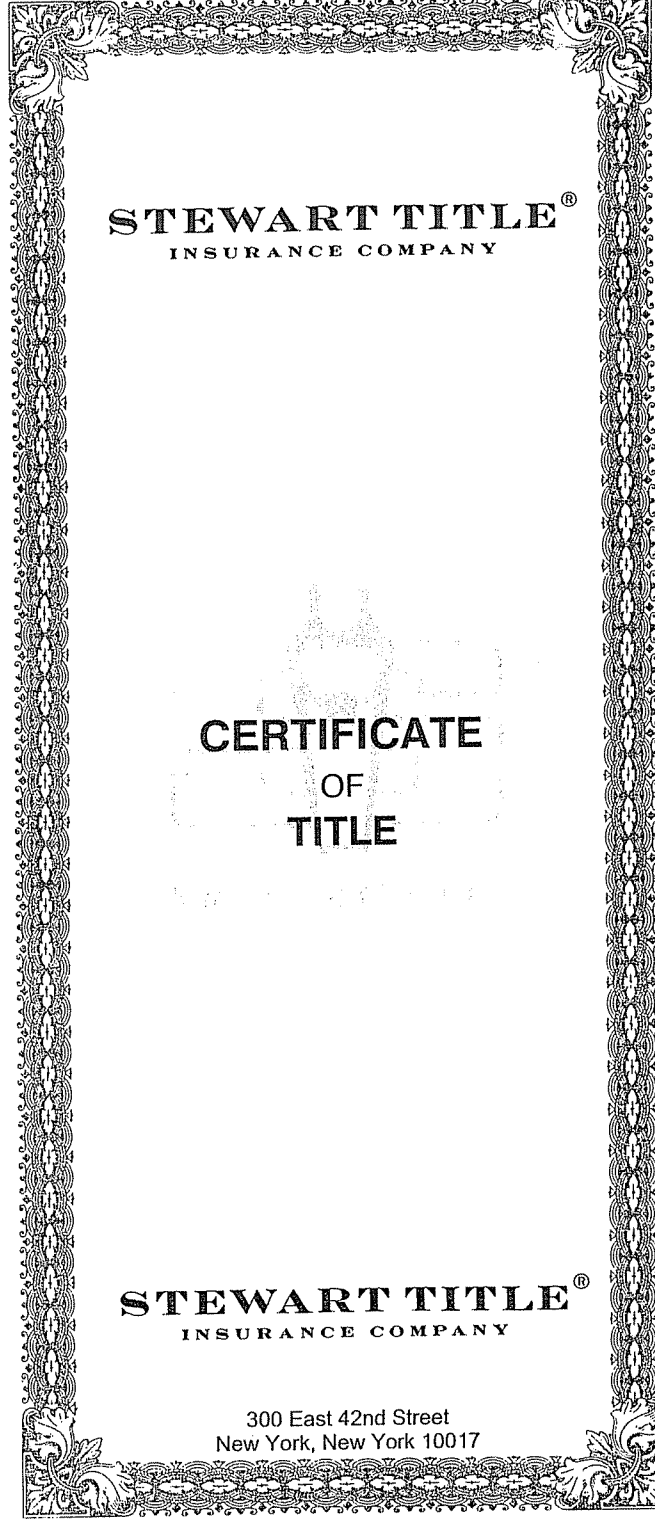 STEWART TITLE®
INSURANCE COMPANY
CERTIFICATE
OF
TITLE
STEWART TITLE®
INSURANCE COMPANY
300 East 42nd Street
New York, New York 10017